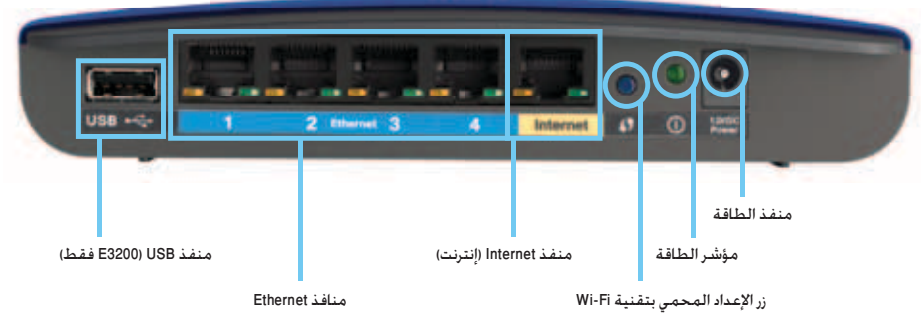 USB
1
2
Ethernet
3
4
Internet
12VDC
Power
منفذ الطاقة
مؤشر الطاقة
منفذ Internet (إنترنت)
منفذ USB (E3200 فقط)
زر الإعداد المحمي بتقنية Wi-Fi
منافذ Ethernet